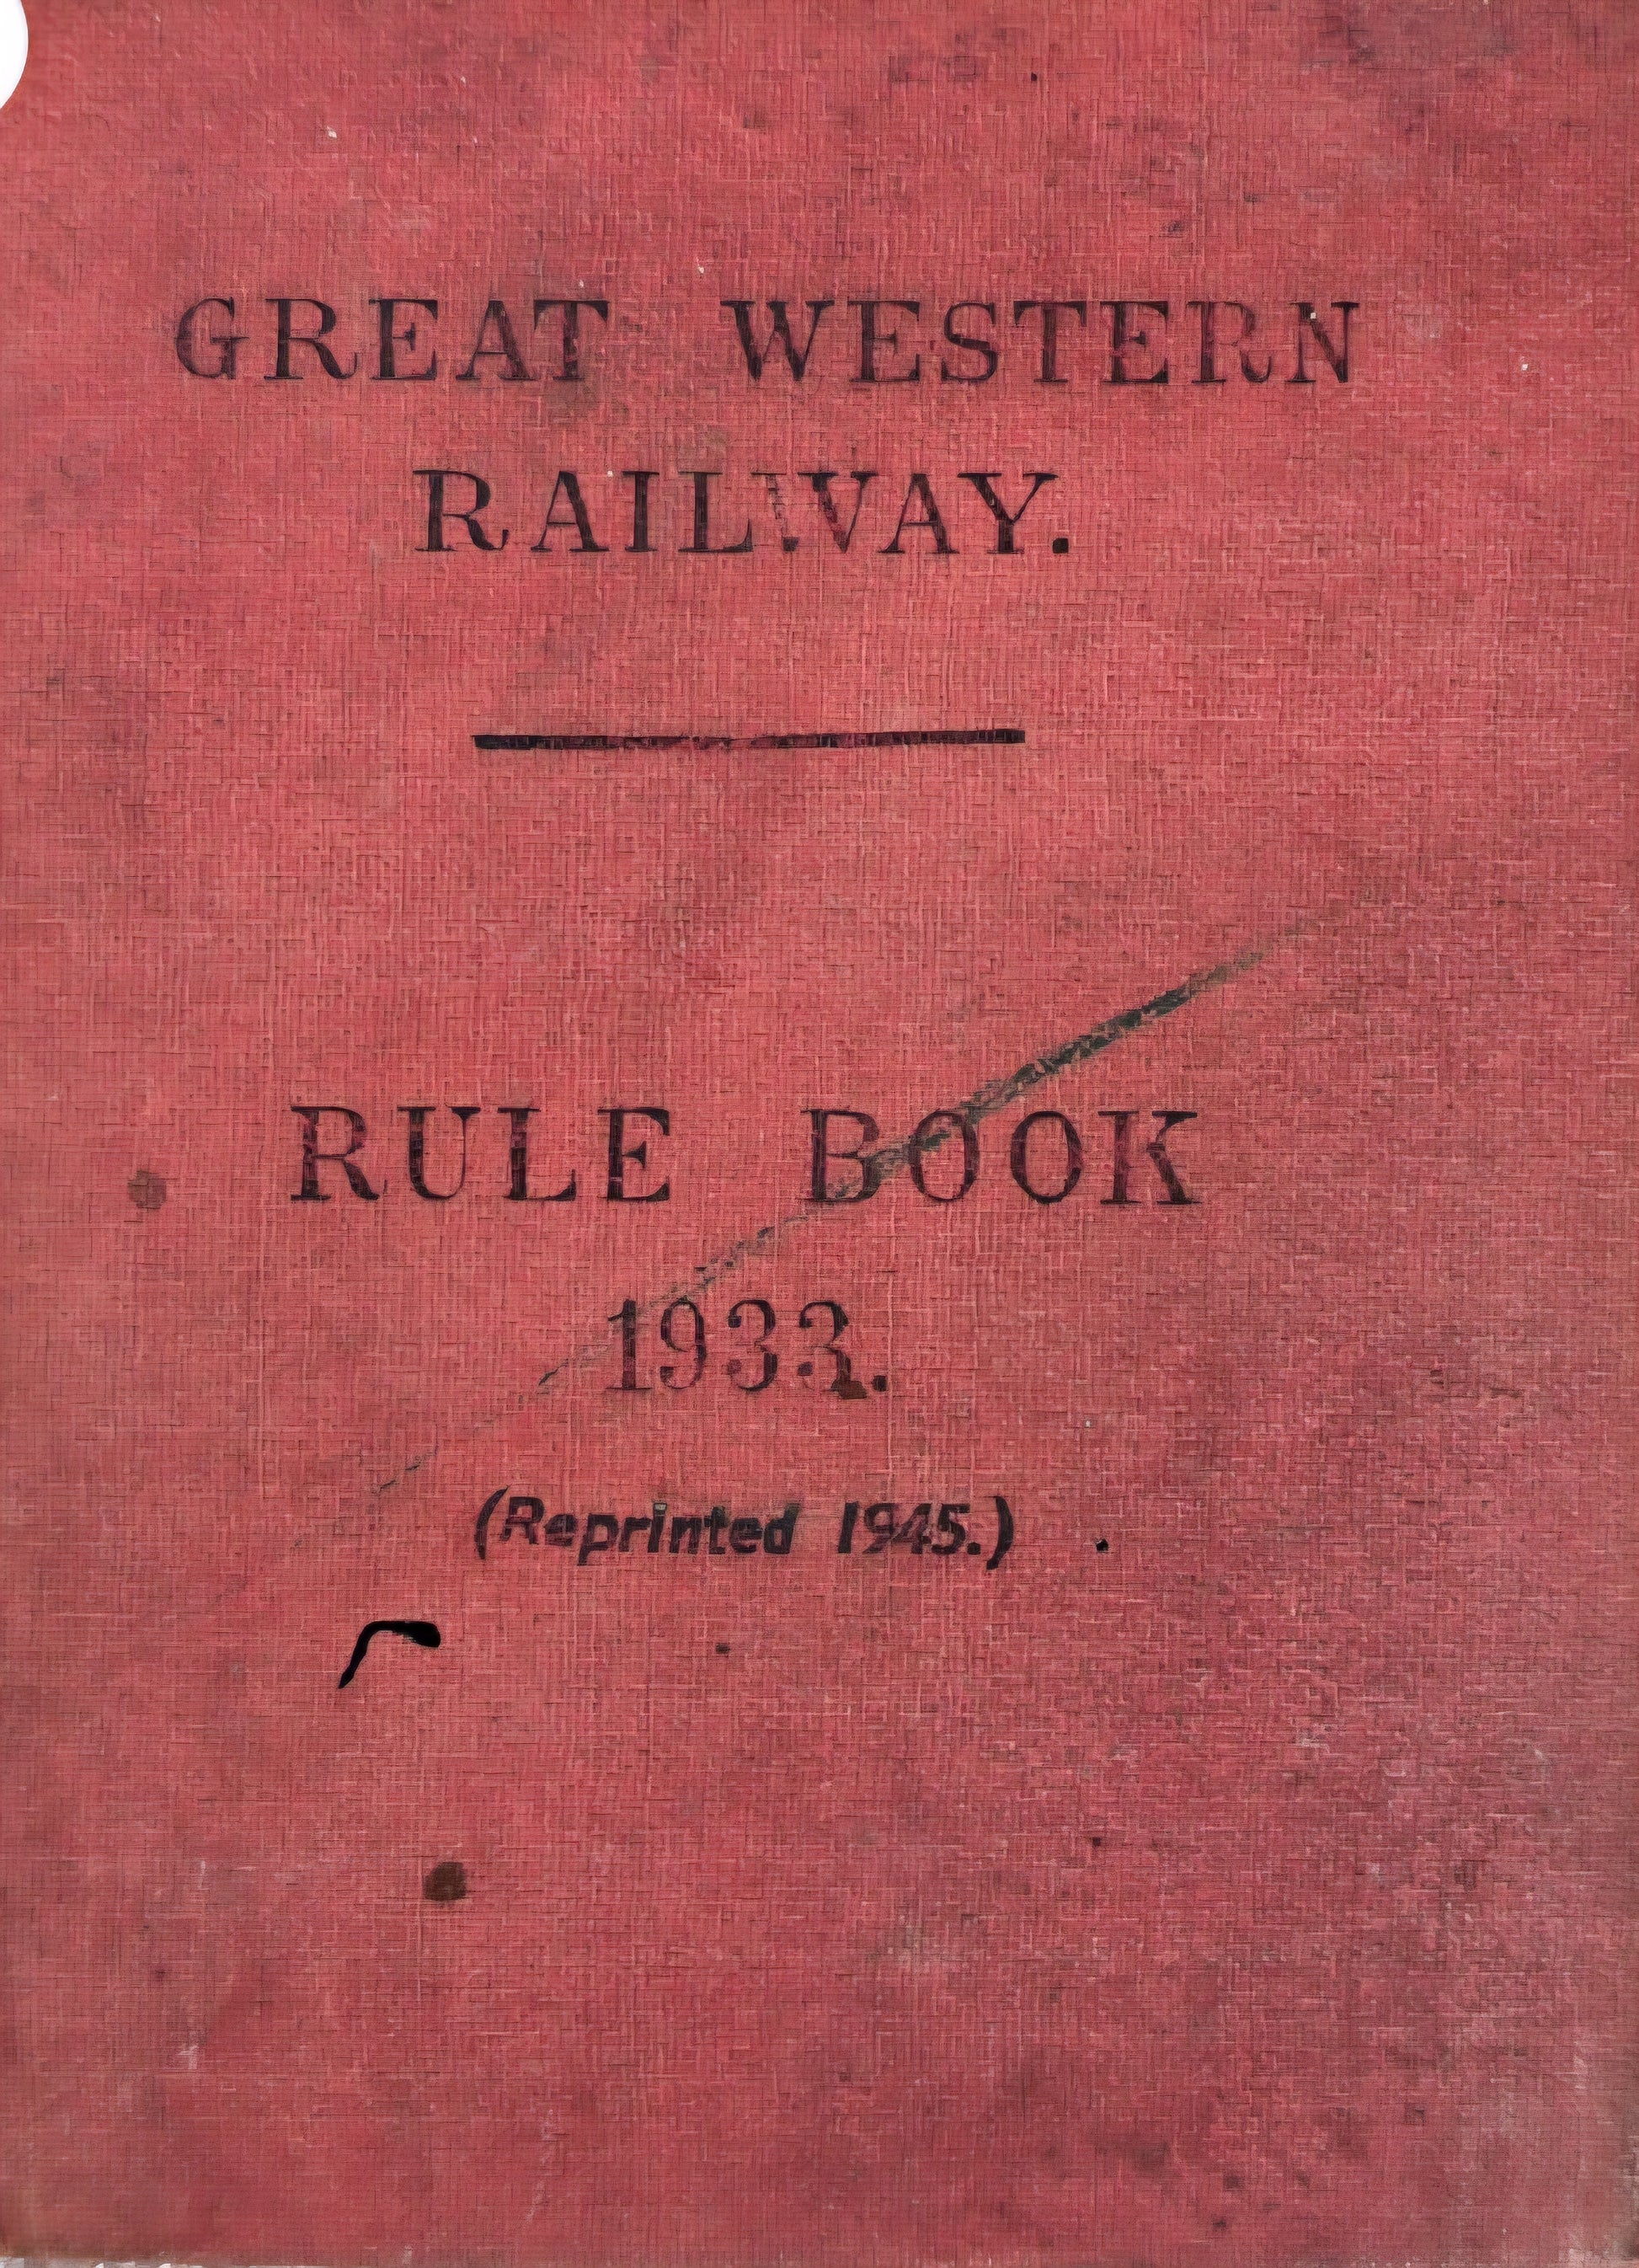 GREAT WESTERN
RAILWAY.
RULE BOOK
1933.
(Reprinted 1945.)